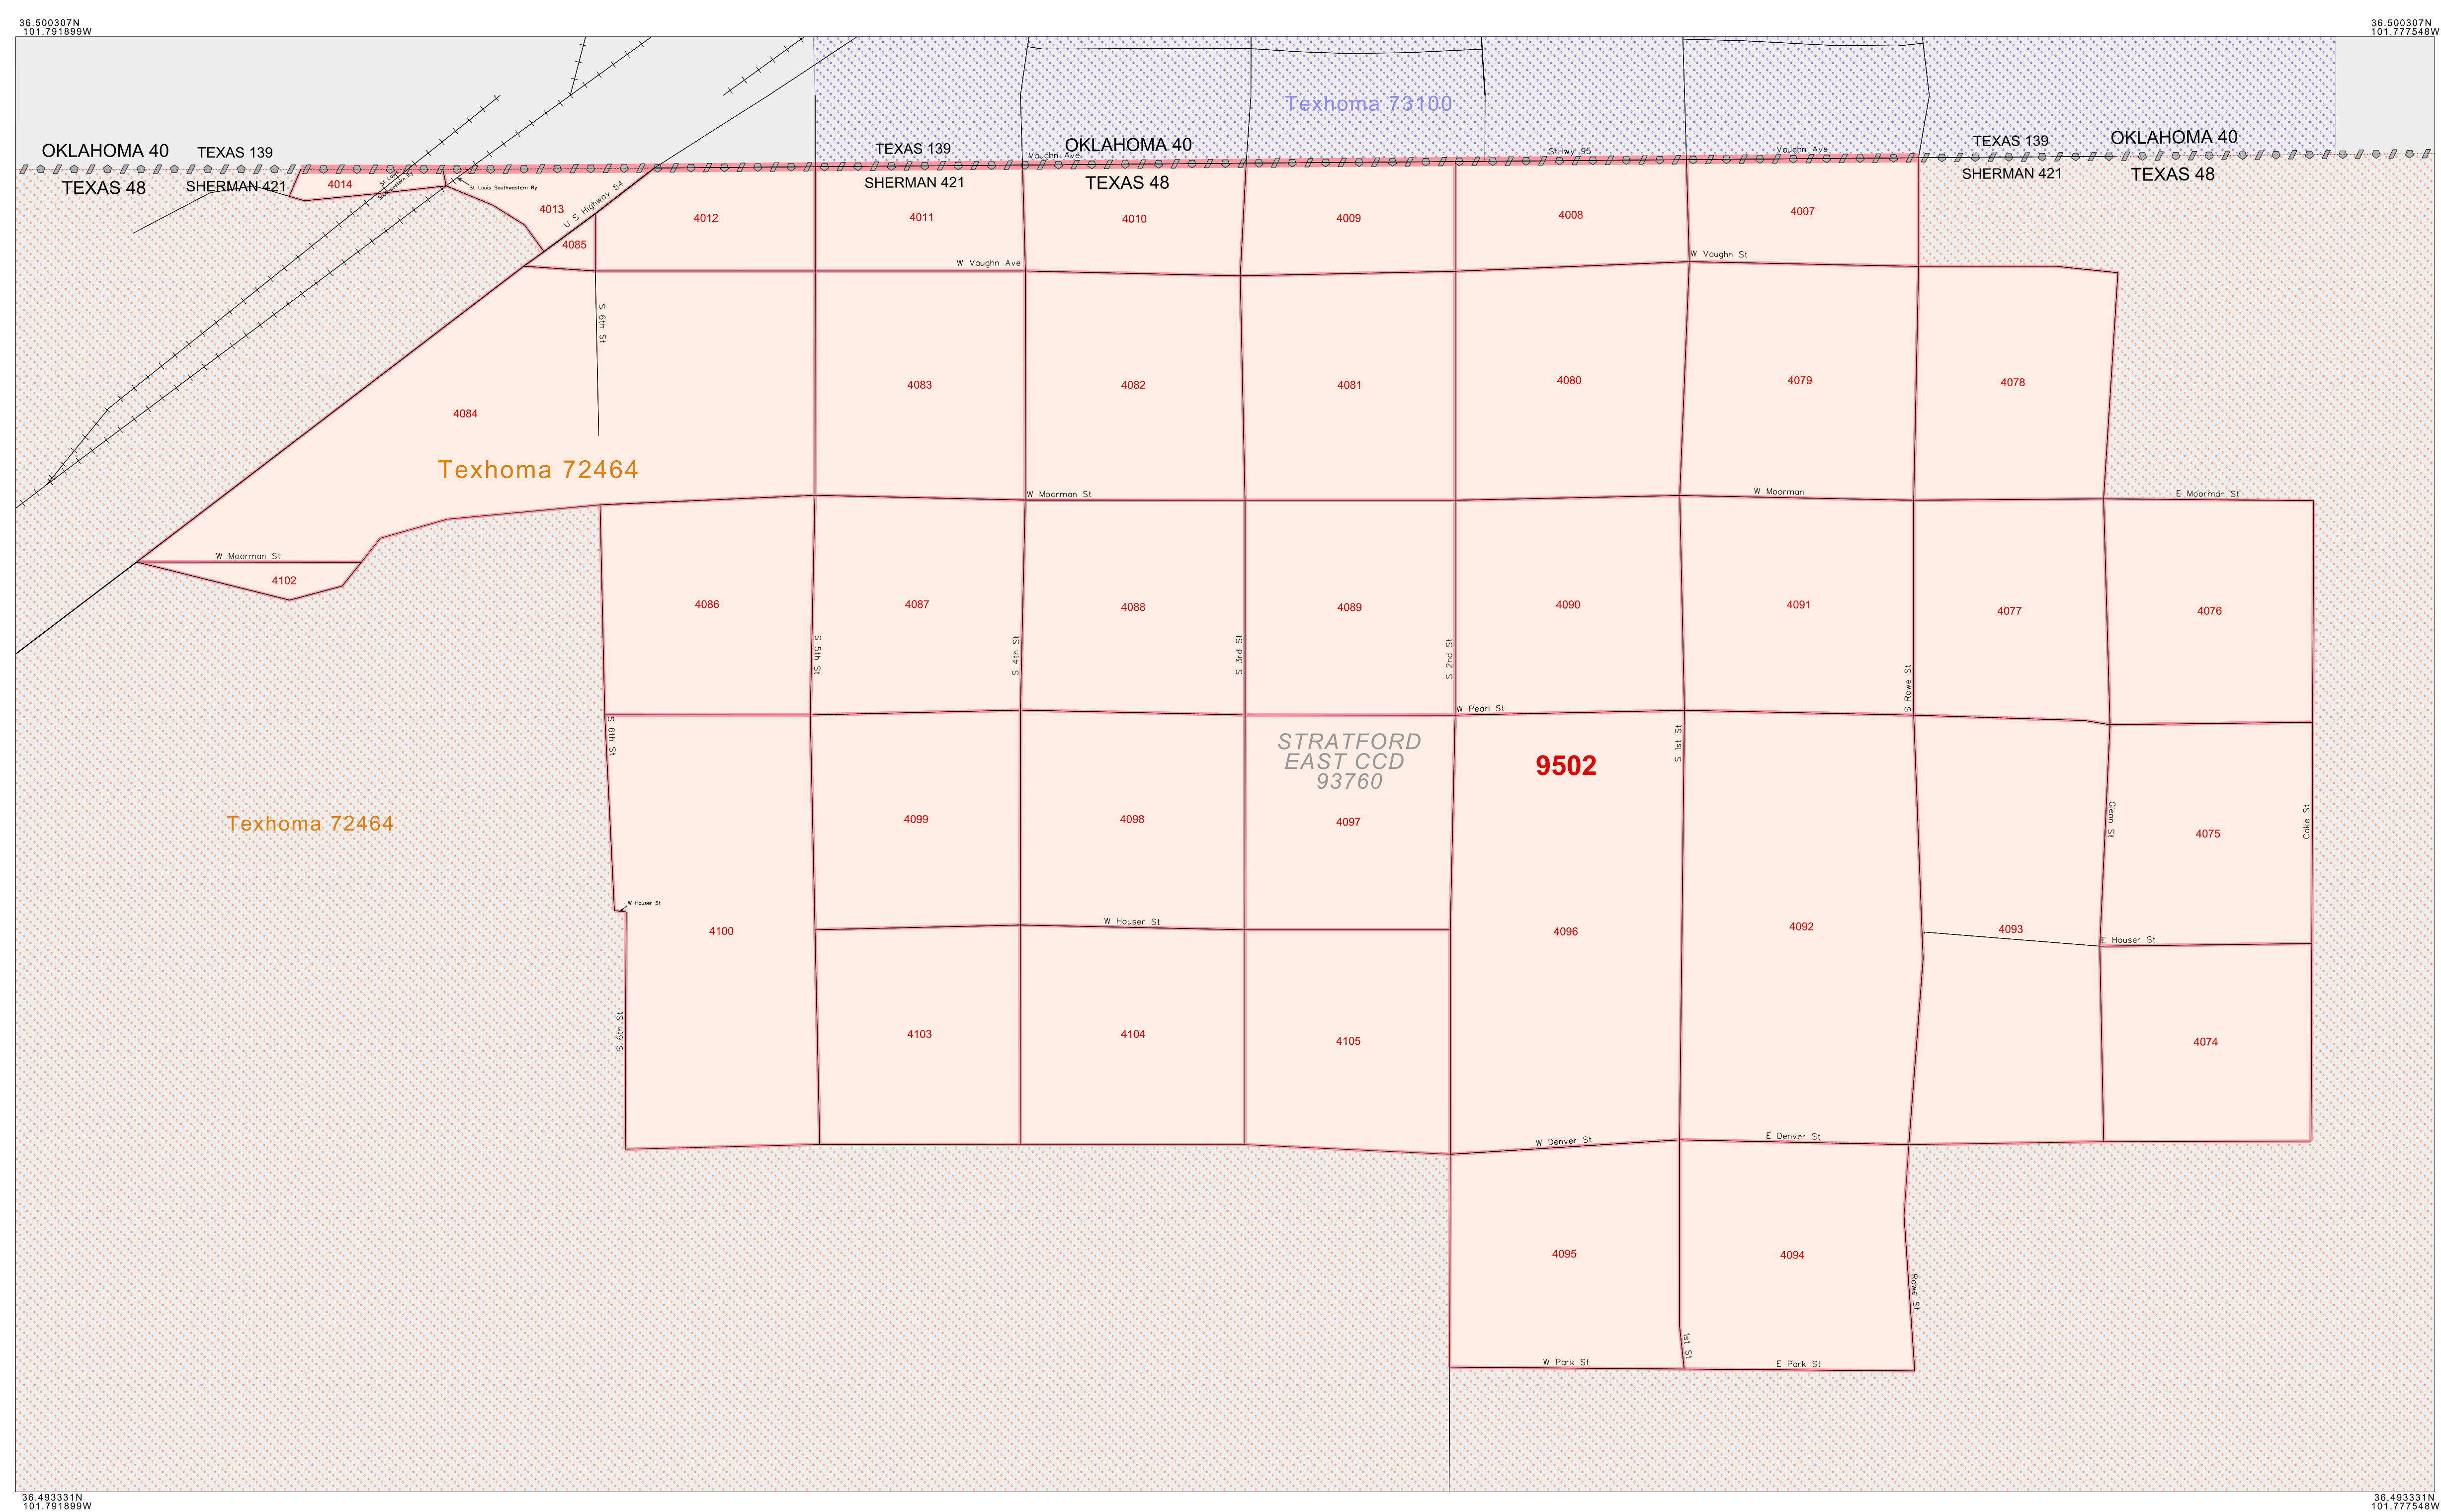 36.500307N
101.791899W
36.500307N
101.777548W
Texhoma 73100
OKLAHOMA 40
TEXAS 139
TEXAS 139
OKLAHOMA 40
TEXAS 139
OKLAHOMA 40
Vaughn Ave
StHwy 95
Vaughn Ave
TEXAS 48
SHERMAN 421
4014
St Louis
Southwestern Ry
St Louis Southwestern Ry
SHERMAN 421
TEXAS 48
SHERMAN 421
TEXAS 48
4013
U S Highway 54
4085
4012
4011
4010
4009
4008
4007
W Vaughn Ave
W Vaughn St
S 6th St
4084
4083
4082
4081
4080
4079
4078
Texhoma 72464
W Moorman St
W Moorman
E Moorman St
W Moorman St
4102
4086
4087
4088
4089
4090
4091
4077
4076
S 5th St
S 4th St
S 3rd St
S 2nd St
S Rowe St
W Pearl St
S 6th St
S 1st St
STRATFORD
EAST CCD
93760
9502
Texhoma 72464
4099
4098
4097
Glenn St
4075
Coke St
W Houser St
4100
W Houser St
4096
4092
4093
E Houser St
S 6th St
4103
4104
4105
4074
W Denver St
E Denver St
4095
4094
Rowe St
1st St
W Park St
E Park St
36.493331N
101.791899W
36.493331N
101.777548W